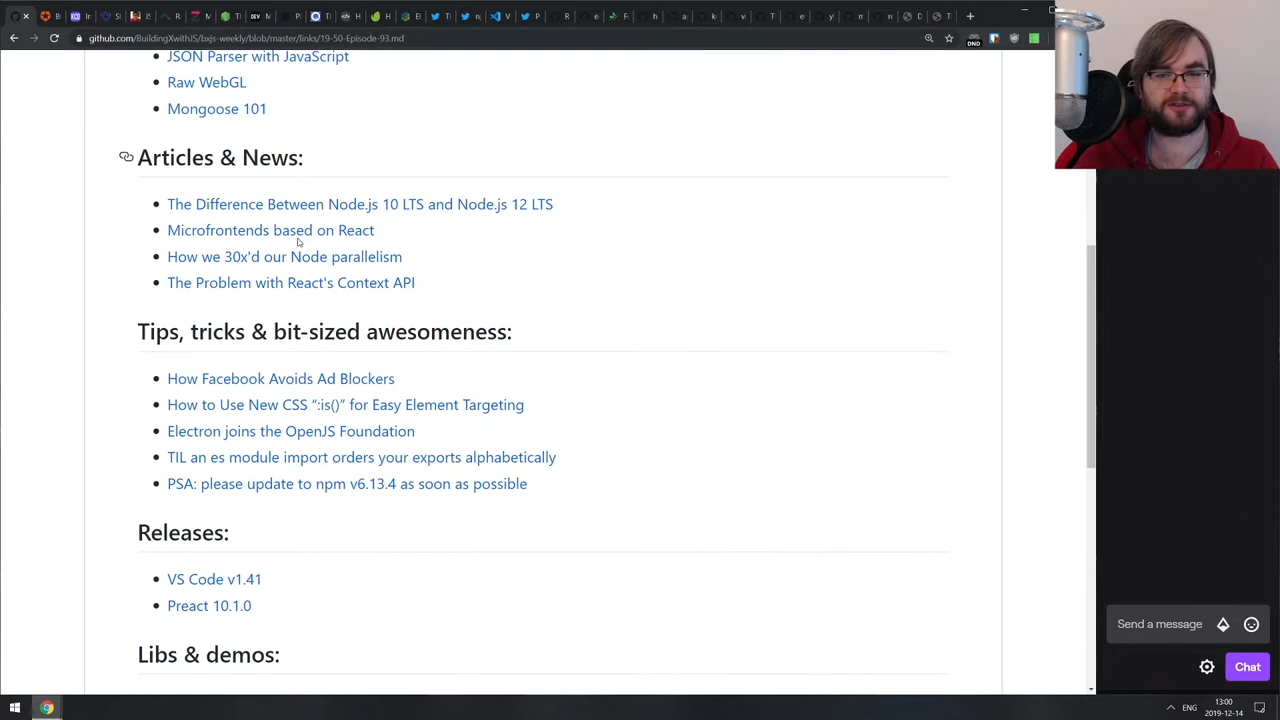 github.com/BuildingXwithJS/bxjs-weekly/blob/master/links/19-50-Episode-93.md
DND
JSON Parser with JavaScript
Raw WebGL
Mongoose 101
Articles & News:
The Difference Between Node.js 10 LTS and Node.js 12 LTS
Microfrontends based on React
How we 30x'd our Node parallelism
The Problem with React's Context API
Tips, tricks & bit-sized awesomeness:
How Facebook Avoids Ad Blockers
How to Use New CSS “:is()” for Easy Element Targeting
Electron joins the OpenJS Foundation
TIL an es module import orders your exports alphabetically
PSA: please update to npm v6.13.4 as soon as possible
Releases:
VS Code v1.41
Preact 10.1.0
Libs & demos:
Send a message
Chat
ENG
13:00
2019-12-14